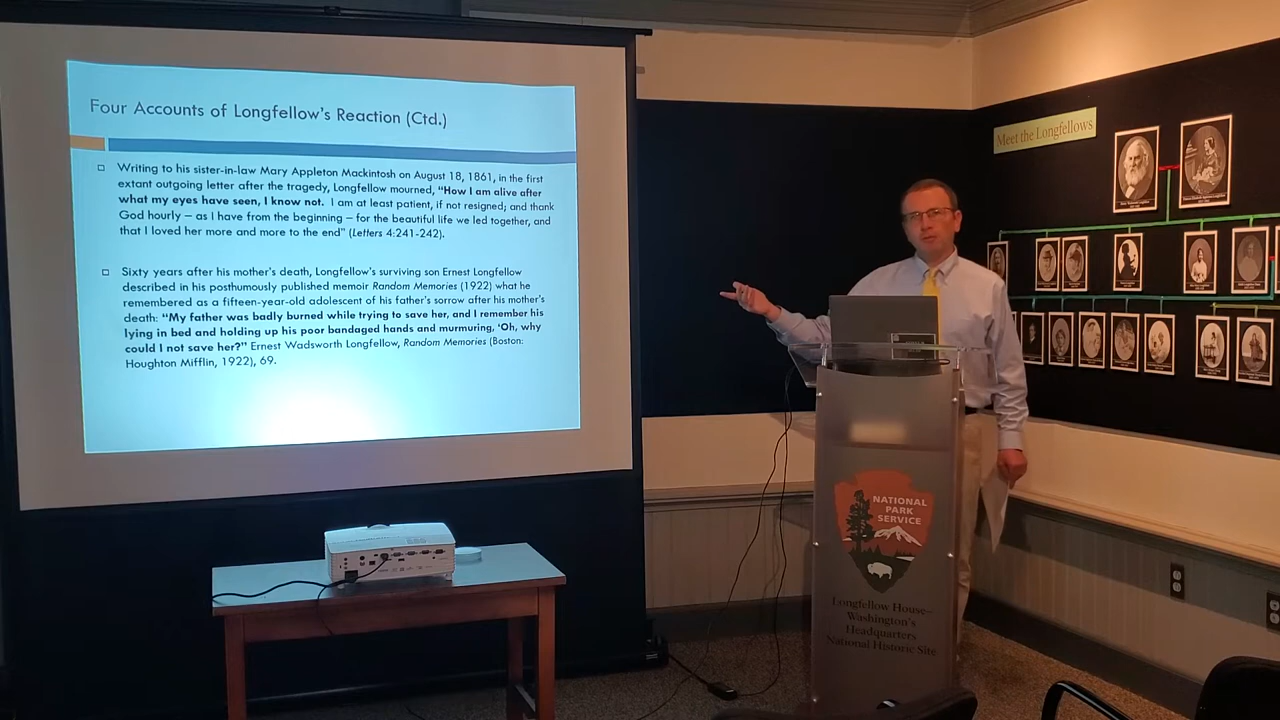 Four Accounts of Longfellow's Reaction (Ctd.)
Writing to his sister-in-law Mary Appleton Mackintosh on August 18, 1861, in the first
extant outgoing letter after the tragedy, Longfellow mourned, "How I am alive after
what my eyes have seen, I know not. I am at least patient, if not resigned; and thank
God hourly – as I have from the beginning – for the beautiful life we led together, and
that I loved her more and more to the end" (Letters 4:241-242).
Sixty years after his mother's death, Longfellow's surviving son Ernest Longfellow
described in his posthumously published memoir Random Memories (1922) what he
remembered as a fifteen-year-old adolescent of his father's sorrow after his mother's
death: "My father was badly burned while trying to save her, and I remember his
lying in bed and holding up his poor bandaged hands and murmuring, 'Oh, why
could I not save her?" Ernest Wadsworth Longfellow, Random Memories (Boston:
Houghton Mifflin, 1922), 69.
Meet the Longfellows
NATIONAL
PARK
SERVICE
Longfellow House–
Washington's
Headquarters
National Historic Site